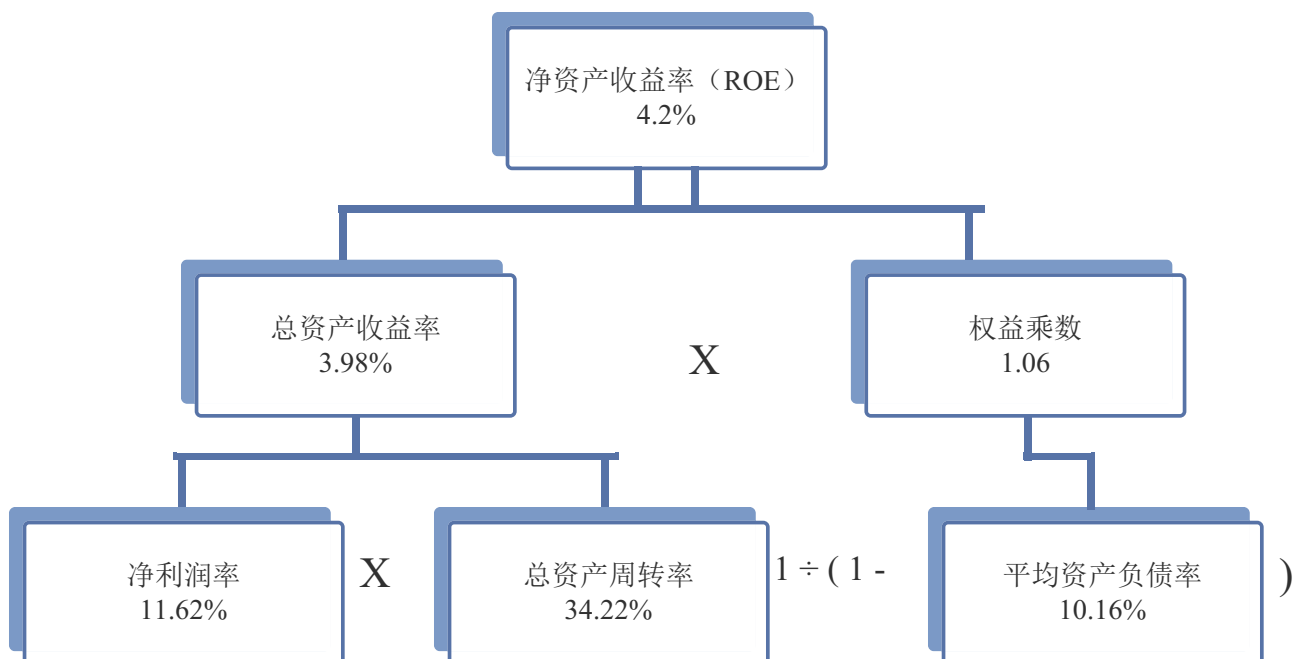 净资产收益率（ROE）
4.2%
总资产收益率
3.98%
X
权益乘数
1.06
净利润率
11.62%
X
总资产周转率
34.22%
1 ÷ ( 1 -
平均资产负债率
10.16%
)